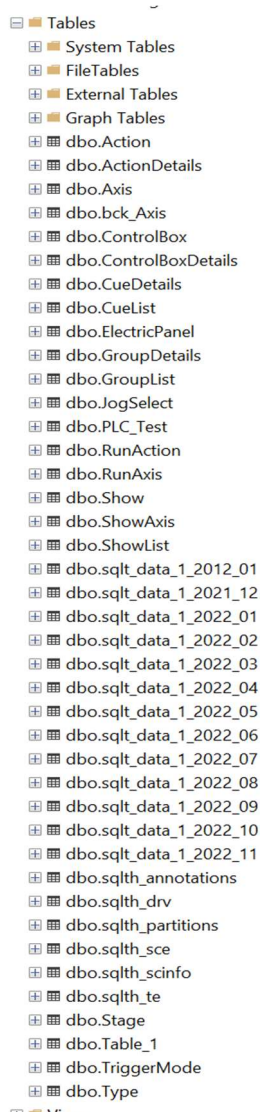 Tables
System Tables
FileTables
External Tables
Graph Tables
dbo.Action
dbo.ActionDetails
dbo.Axis
dbo.bck_Axis
dbo.ControlBox
dbo.ControlBoxDetails
dbo.CueDetails
dbo.CueList
dbo.ElectricPanel
dbo.GroupDetails
dbo.GroupList
dbo.JogSelect
dbo.PLC_Test
dbo.RunAction
dbo.RunAxis
dbo.Show
dbo.ShowAxis
dbo.ShowList
dbo.sqlt_data_1_2012_01
dbo.sqlt_data_1_2021_12
dbo.sqlt_data_1_2022_01
dbo.sqlt_data_1_2022_02
dbo.sqlt_data_1_2022_03
dbo.sqlt_data_1_2022_04
dbo.sqlt_data_1_2022_05
dbo.sqlt_data_1_2022_06
dbo.sqlt_data_1_2022_07
dbo.sqlt_data_1_2022_08
dbo.sqlt_data_1_2022_09
dbo.sqlt_data_1_2022_10
dbo.sqlt_data_1_2022_11
dbo.sqlth_annotations
dbo.sqlth_drv
dbo.sqlth_partitions
dbo.sqlth_sce
dbo.sqlth_scinfo
dbo.sqlth_te
dbo.Stage
dbo.Table_1
dbo.TriggerMode
dbo.Type